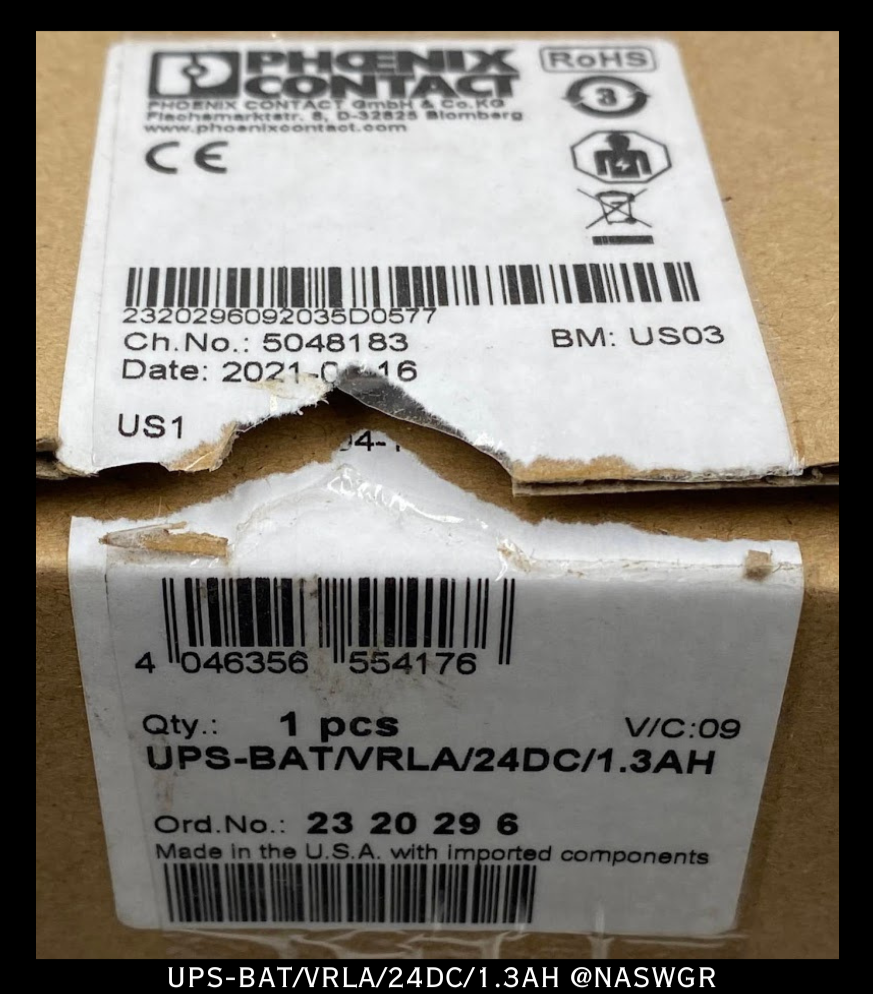 PHOENIX
CONTACT
RoHS
PHOENIX CONTACT GmbH & Co.KG
Flachsmarktstr. 8, D-32825 Blomberg
www.phoenixcontact.com
CE
2320296092035D0577
Ch.No.: 5048183
BM: US03
Date:
US1
4 046356 554176
Qty.: 1 pcs
V/C:09
UPS-BAT/VRLA/24DC/1.3AH
Ord.No.: 23 20 29 6
Made in the U.S.A. with imported components
UPS-BAT/VRLA/24DC/1.3AH @NASWGR